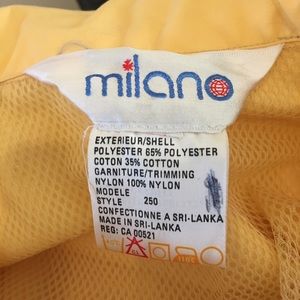 milano
EXTERIEUR/SHELL
POLYESTER 65% POLYESTER
COTON 35% COTTON
GARNITURE/TRIMMING
NYLON 100% NYLON
MODELE
STYLE 250
CONFECTIONNE A SRI-LANKA
MADE IN SRI-LANKA
REG: CA 00521